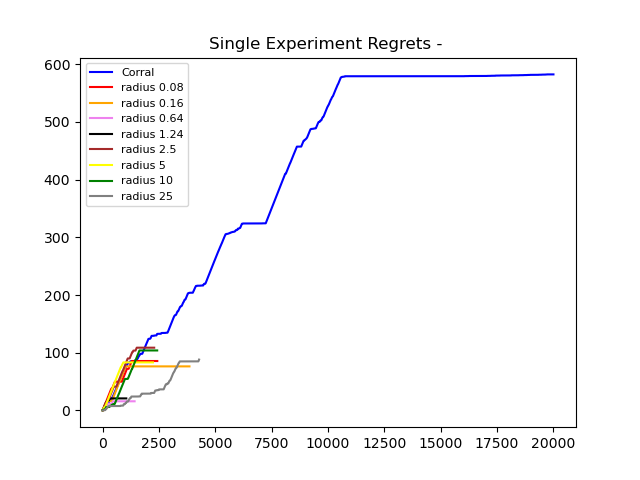 Single Experiment Regrets -
600
500
400
300
200
100
0
Corral
radius 0.08
radius 0.16
radius 0.64
radius 1.24
radius 2.5
radius 5
radius 10
radius 25
0 2500 5000 7500 10000 12500 15000 17500 20000